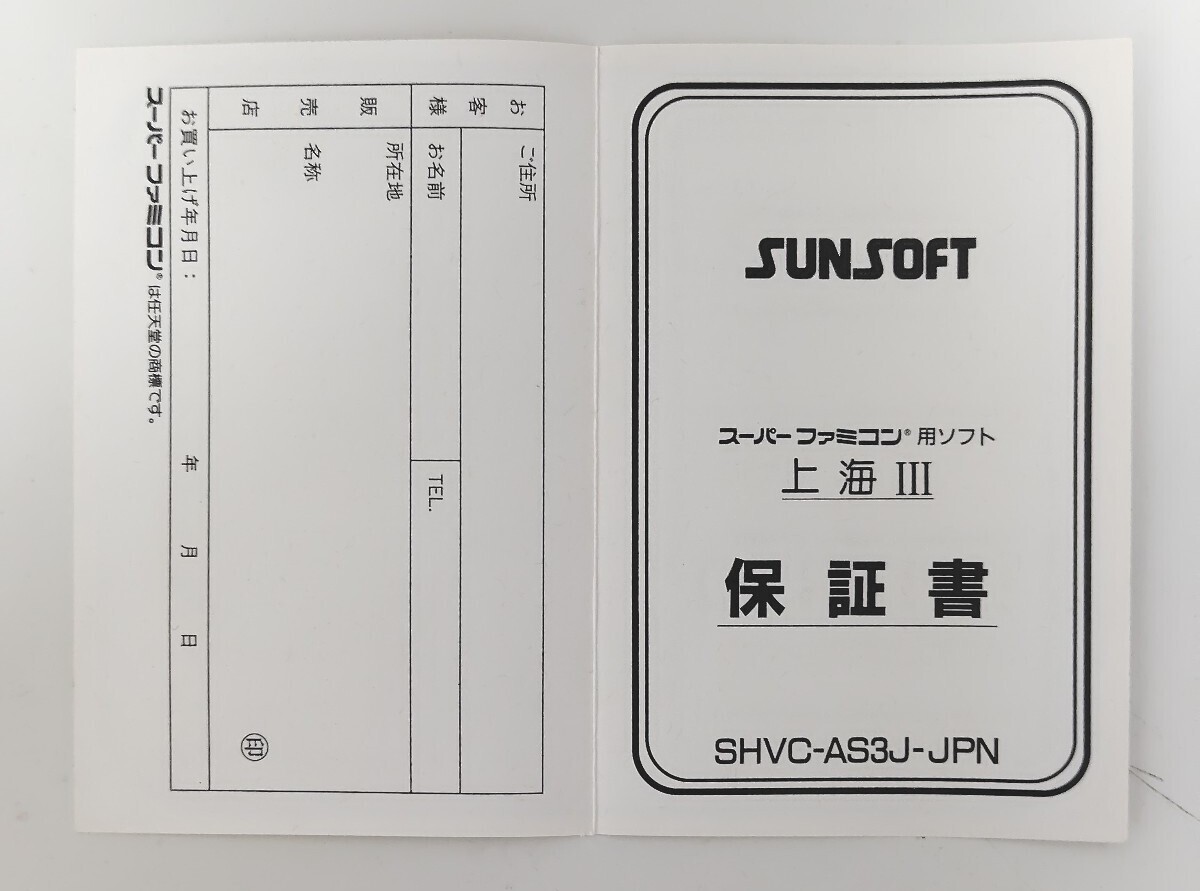 SUNSOFT
スーパーファミコン®用ソフト
上海III
保証書
SHVC-AS3J-JPN
お客様
ご住所
お名前
TEL.
販売店
所在地
名称
印
お買い上げ年月日： 年 月 日
スーパーファミコン®は任天堂の商標です。